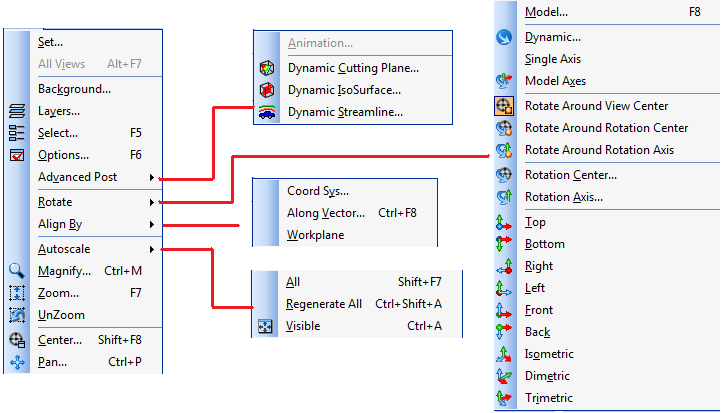 Set...
All Views Alt+F7
Background...
Layers...
Select... F5
Options... F6
Advanced Post
Rotate
Align By
Autoscale
Magnify... Ctrl+M
Zoom... F7
UnZoom
Center... Shift+F8
Pan... Ctrl+P
Animation...
Dynamic Cutting Plane...
Dynamic IsoSurface...
Dynamic Streamline...
Coord Sys...
Along Vector... Ctrl+F8
Workplane
All Shift+F7
Regenerate All Ctrl+Shift+A
Visible Ctrl+A
Model... F8
Dynamic...
Single Axis
Model Axes
Rotate Around View Center
Rotate Around Rotation Center
Rotate Around Rotation Axis
Rotation Center...
Rotation Axis...
Top
Bottom
Right
Left
Front
Back
Isometric
Dimetric
Trimetric